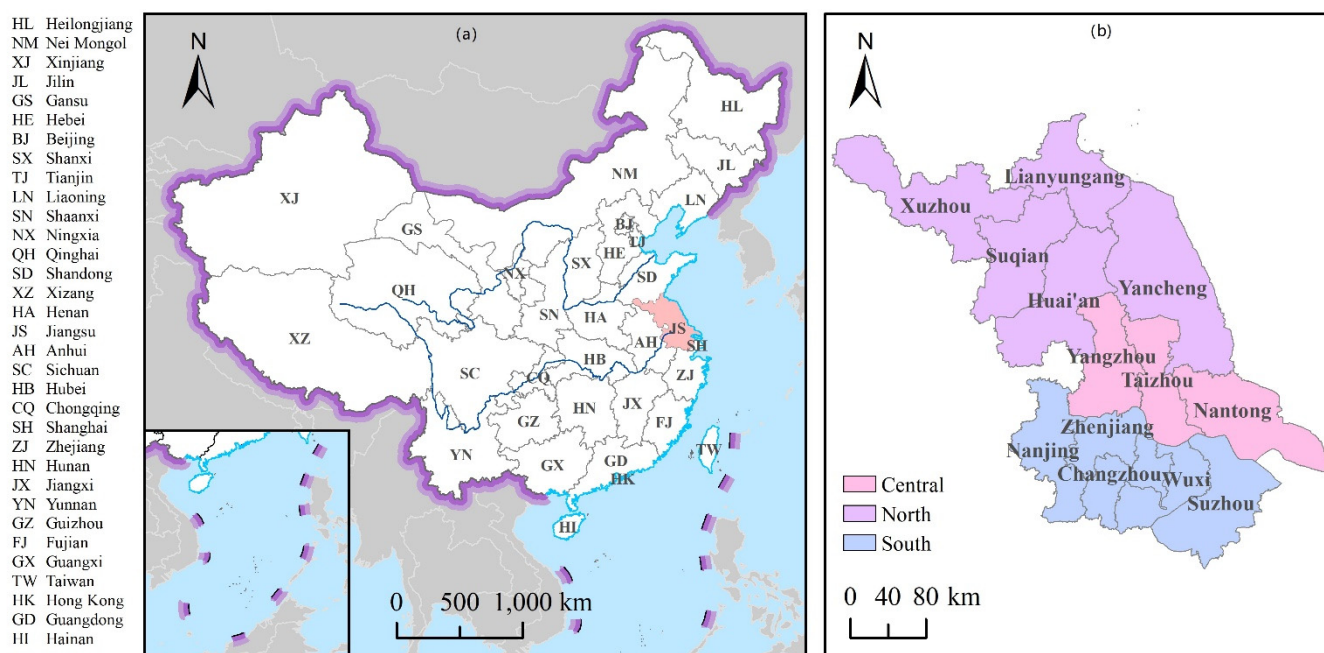 HL Heilongjiang
NM Nei Mongol
XJ Xinjiang
JL Jilin
GS Gansu
HE Hebei
BJ Beijing
SX Shanxi
TJ Tianjin
LN Liaoning
SN Shaanxi
NX Ningxia
QH Qinghai
SD Shandong
XZ Xizang
HA Henan
JS Jiangsu
AH Anhui
SC Sichuan
HB Hubei
CQ Chongqing
SH Shanghai
ZJ Zhejiang
HN Hunan
JX Jiangxi
YN Yunnan
GZ Guizhou
FJ Fujian
GX Guangxi
TW Taiwan
HK Hong Kong
GD Guangdong
HI Hainan
(a)
N
HL
JL
NM
LN
XJ
BJ
GS
TJ
HE
SX
NX
SD
QH
SN
HA
JS
XZ
AH
SH
HB
SC
CQ
ZJ
HN
JX
GZ
FJ
TW
YN
GX
GD
HK
HI
0 500 1,000 km
(b)
N
Lianyungang
Xuzhou
Suqian
Yancheng
Huai'an
Yangzhou
Taizhou
Nantong
Zhenjiang
Nanjing
Changzhou
Wuxi
Suzhou
Central
North
South
0 40 80 km